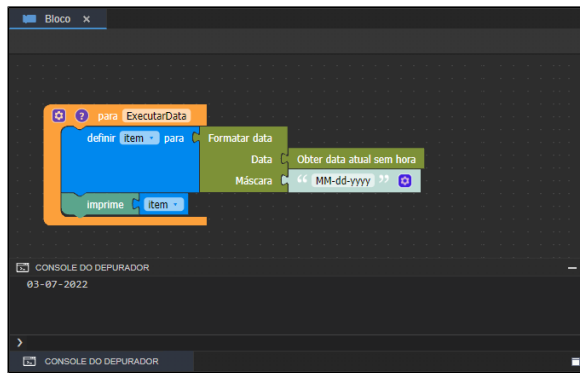 Bloco ×
? para ExecutarData
definir item para Formatar data
Data Obter data atual sem hora
Máscara “ MM-dd-yyyy ”
imprime item
CONSOLE DO DEPURADOR
03-07-2022
CONSOLE DO DEPURADOR